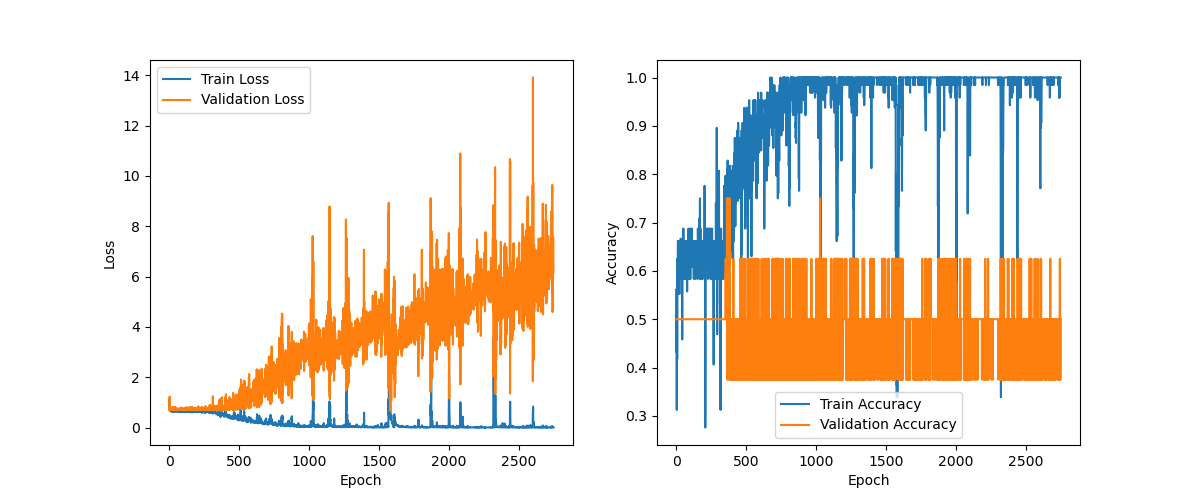 Train Loss
Validation Loss
14
12
10
8
6
4
2
0
Loss
0 500 1000 1500 2000 2500
Epoch
1.0
0.9
0.8
0.7
0.6
0.5
0.4
0.3
Accuracy
Train Accuracy
Validation Accuracy
0 500 1000 1500 2000 2500
Epoch